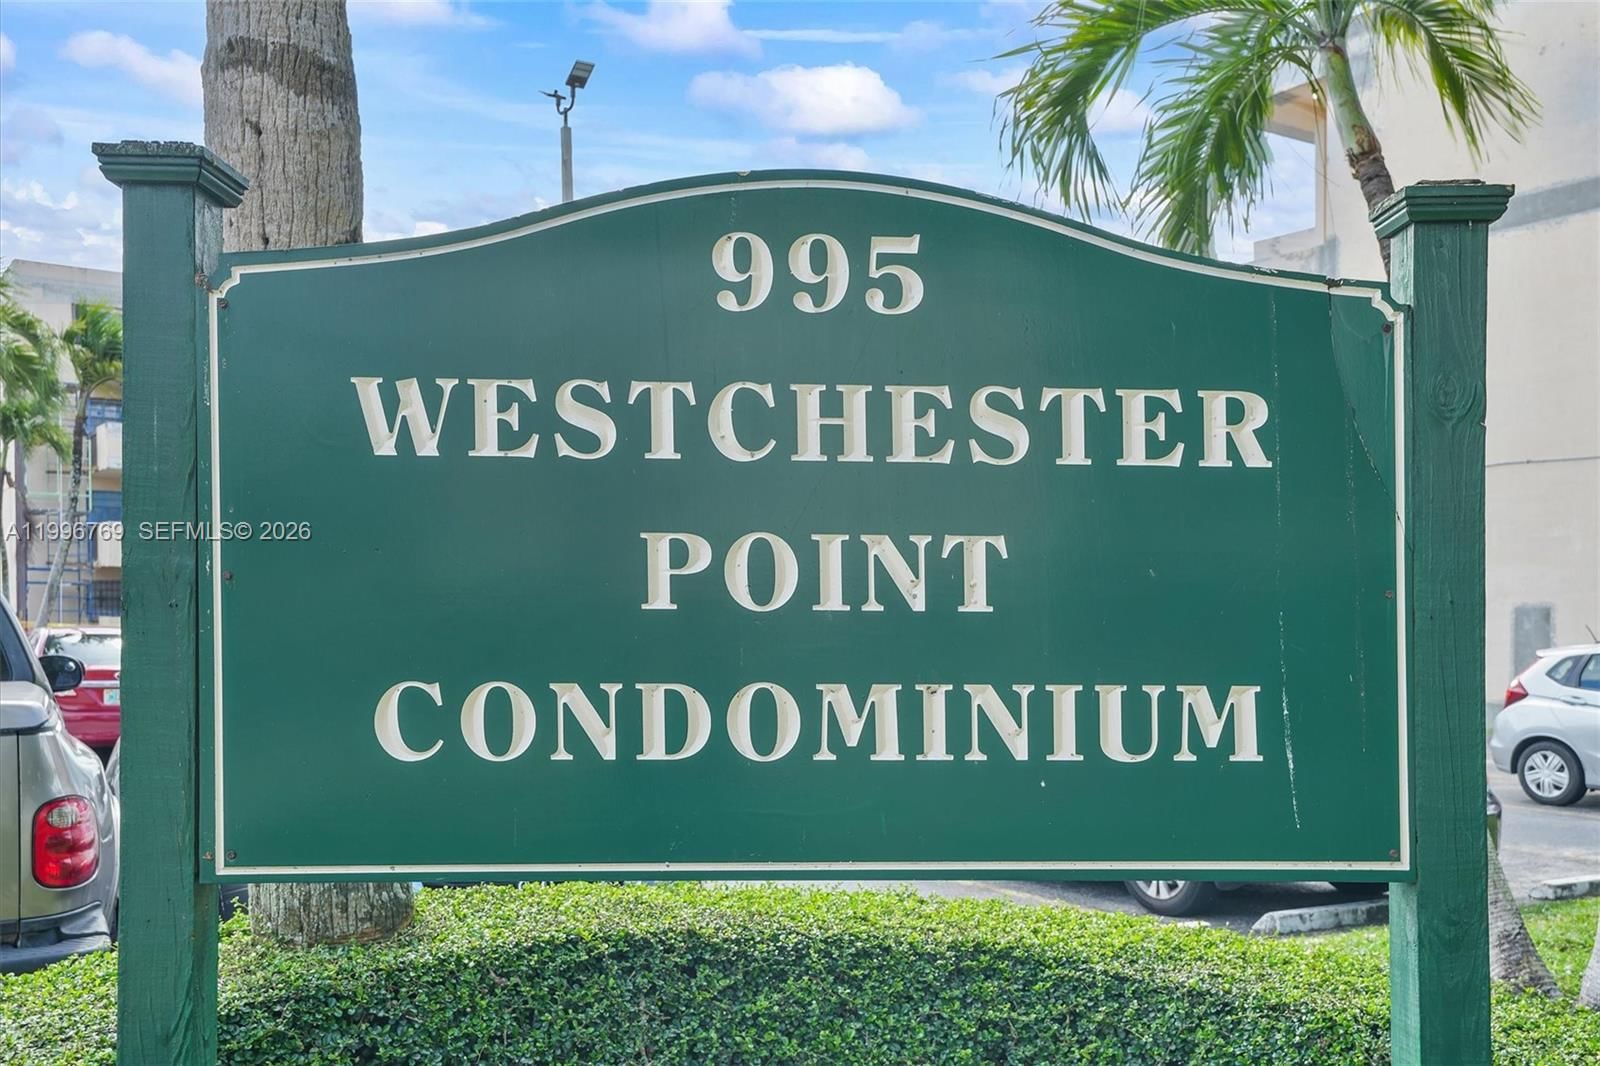 995
WESTCHESTER
POINT
CONDOMINIUM
A11996769 SEFMLS© 2026